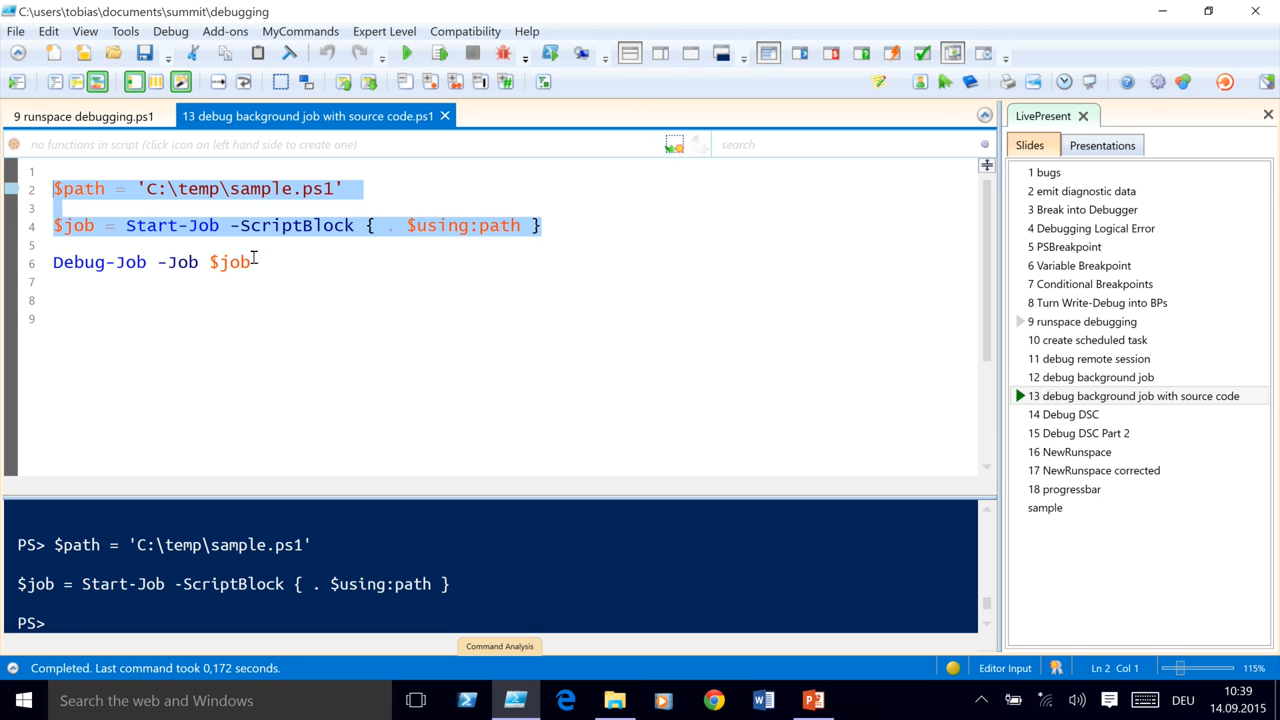 C:\users\tobias\documents\summit\debugging
File Edit View Tools Add-ons MyCommands Expert Level Compatibility Help
9 runspace debugging.ps1
13 debug background job with source code.ps1
no functions in script (click icon on left hand side to create one)
search
1
2 $path = 'C:\temp\sample.ps1'
3
4 $job = Start-Job -ScriptBlock { . $using:path }
5
6 Debug-Job -Job $job
7
8
9
PS> $path = 'C:\temp\sample.ps1'
$job = Start-Job -ScriptBlock { . $using:path }
PS>
Command Analysis
LivePresent
Slides Presentations
1 bugs
2 emit diagnostic data
3 Break into Debugger
4 Debugging Logical Error
5 PSBreakpoint
6 Variable Breakpoint
7 Conditional Breakpoints
8 Turn Write-Debug into BPs
9 runspace debugging
10 create scheduled task
11 debug remote session
12 debug background job
13 debug background job with source code
14 Debug DSC
15 Debug DSC Part 2
16 NewRunspace
17 NewRunspace corrected
18 progressbar
sample
Completed. Last command took 0,172 seconds.
Editor Input
Ln 2 Col 1
115%
Search the web and Windows
DEU
10:39
14.09.2015